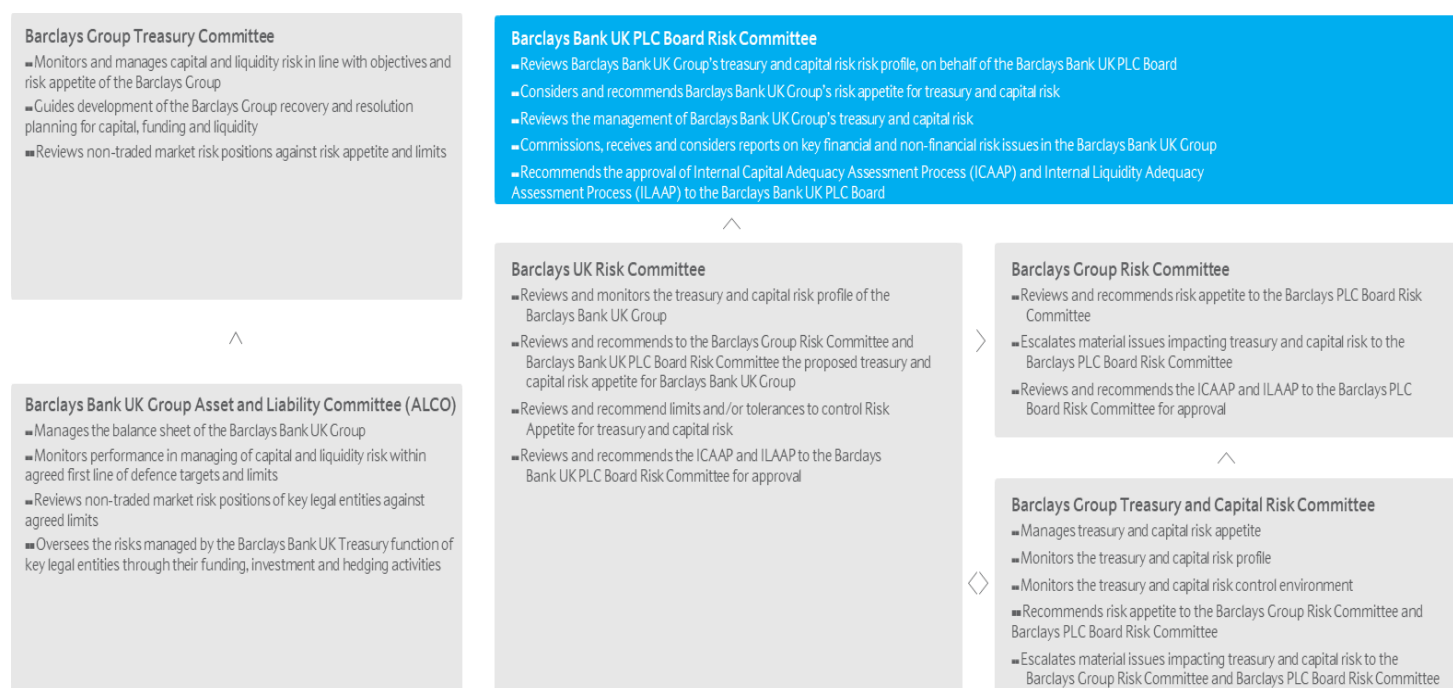 Barclays Group Treasury Committee
Monitors and manages capital and liquidity risk in line with objectives and
risk appetite of the Barclays Group
Guides development of the Barclays Group recovery and resolution
planning for capital, funding and liquidity
Reviews non-traded market risk positions against risk appetite and limits
Barclays Bank UK Group Asset and Liability Committee (ALCO)
Manages the balance sheet of the Barclays Bank UK Group
Monitors performance in managing of capital and liquidity risk within
agreed first line of defence targets and limits
Reviews non-traded market risk positions of key legal entities against
agreed limits
Oversees the risks managed by the Barclays Bank UK Treasury function of
key legal entities through their funding, investment and hedging activities
Barclays Bank UK PLC Board Risk Committee
Reviews Barclays Bank UK Group's treasury and capital risk risk profile, on behalf of the Barclays Bank UK PLC Board
Considers and recommends Barclays Bank UK Group's risk appetite for treasury and capital risk
Reviews the management of Barclays Bank UK Group's treasury and capital risk
Commissions, receives and considers reports on key financial and non-financial risk issues in the Barclays Bank UK Group
Recommends the approval of Internal Capital Adequacy Assessment Process (ICAAP) and Internal Liquidity Adequacy
Assessment Process (ILAAP) to the Barclays Bank UK PLC Board
Barclays UK Risk Committee
Reviews and monitors the treasury and capital risk profile of the
Barclays Bank UK Group
Reviews and recommends to the Barclays Group Risk Committee and
Barclays Bank UK PLC Board Risk Committee the proposed treasury and
capital risk appetite for Barclays Bank UK Group
Reviews and recommend limits and/or tolerances to control Risk
Appetite for treasury and capital risk
Reviews and recommends the ICAAP and ILAAP to the Barclays
Bank UK PLC Board Risk Committee for approval
Barclays Group Risk Committee
Reviews and recommends risk appetite to the Barclays PLC Board Risk
Committee
Escalates material issues impacting treasury and capital risk to the
Barclays PLC Board Risk Committee
Reviews and recommends the ICAAP and ILAAP to the Barclays PLC
Board Risk Committee for approval
Barclays Group Treasury and Capital Risk Committee
Manages treasury and capital risk appetite
Monitors the treasury and capital risk profile
Monitors the treasury and capital risk control environment
Recommends risk appetite to the Barclays Group Risk Committee and
Barclays PLC Board Risk Committee
Escalates material issues impacting treasury and capital risk to the
Barclays Group Risk Committee and Barclays PLC Board Risk Committee